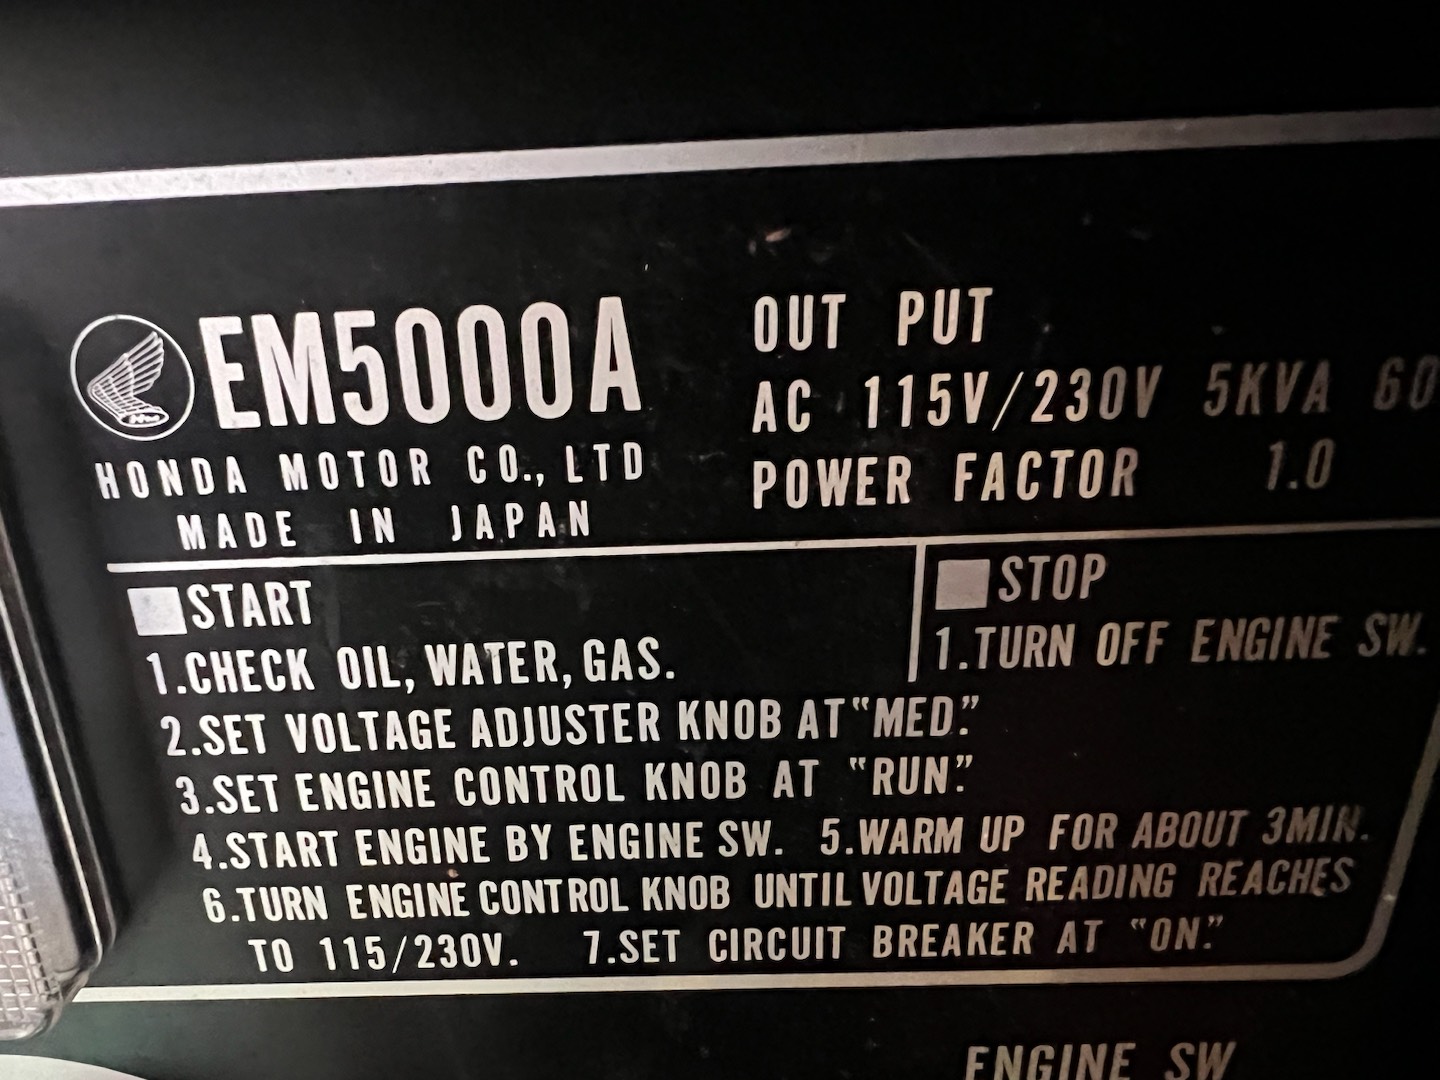 EM5000A
HONDA MOTOR CO., LTD
MADE IN JAPAN
OUT PUT
AC 115V/230V 5KVA 60
POWER FACTOR 1.0
START
1.CHECK OIL, WATER, GAS.
2.SET VOLTAGE ADJUSTER KNOB AT “MED.”
3.SET ENGINE CONTROL KNOB AT “RUN.”
4.START ENGINE BY ENGINE SW. 5.WARM UP FOR ABOUT 3MIN.
6.TURN ENGINE CONTROL KNOB UNTIL VOLTAGE READING REACHES
TO 115/230V. 7.SET CIRCUIT BREAKER AT “ON.”
STOP
1.TURN OFF ENGINE SW.
ENGINE SW